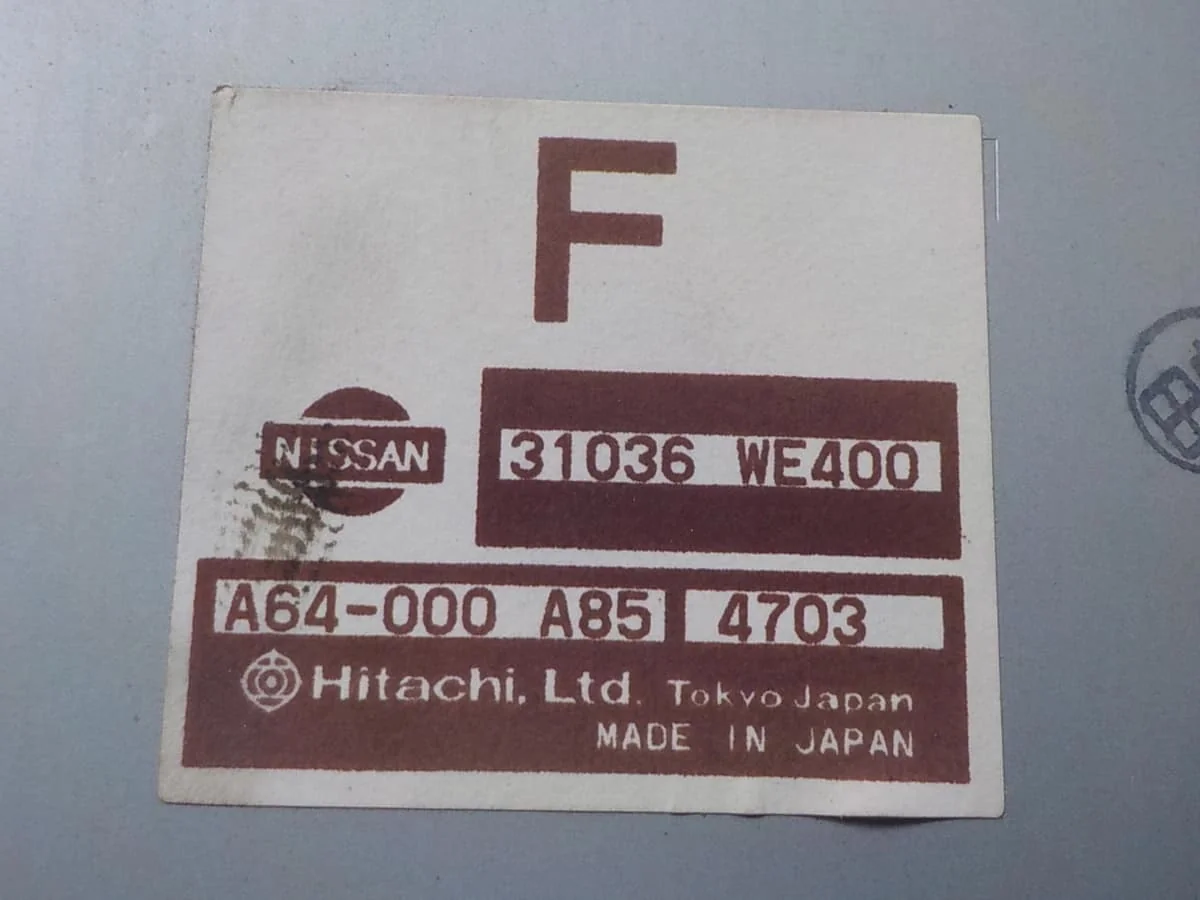 F
NISSAN
31036 WE400
A64-000 A85 4703
Hitachi, Ltd. Tokyo Japan
MADE IN JAPAN